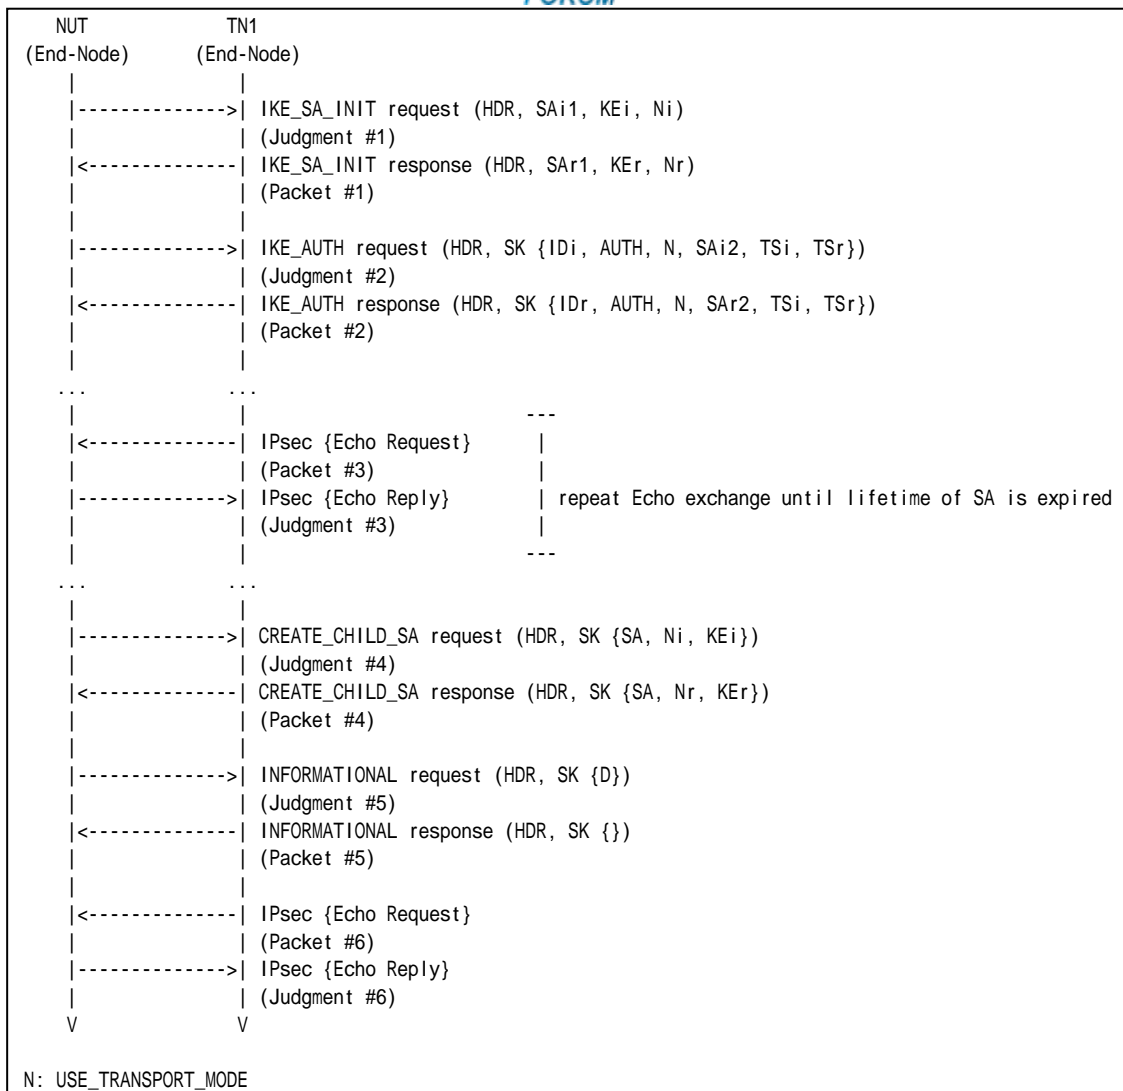 FORUM
NUT TN1
(End-Node) (End-Node)
| |
|-------------->| IKE_SA_INIT request (HDR, SAi1, KEi, Ni)
| | (Judgment #1)
|<--------------| IKE_SA_INIT response (HDR, SAr1, KEr, Nr)
| | (Packet #1)
| |
|-------------->| IKE_AUTH request (HDR, SK {IDi, AUTH, N, SAi2, TSi, TSr})
| | (Judgment #2)
|<--------------| IKE_AUTH response (HDR, SK {IDr, AUTH, N, SAr2, TSi, TSr})
| | (Packet #2)
| |
... ...
| | ---
|<--------------| IPsec {Echo Request} |
| | (Packet #3) |
|-------------->| IPsec {Echo Reply} | repeat Echo exchange until lifetime of SA is expired
| | (Judgment #3) |
| | ---
... ...
| |
|-------------->| CREATE_CHILD_SA request (HDR, SK {SA, Ni, KEi})
| | (Judgment #4)
|<--------------| CREATE_CHILD_SA response (HDR, SK {SA, Nr, KEr})
| | (Packet #4)
| |
|-------------->| INFORMATIONAL request (HDR, SK {D})
| | (Judgment #5)
|<--------------| INFORMATIONAL response (HDR, SK {})
| | (Packet #5)
| |
|<--------------| IPsec {Echo Request}
| | (Packet #6)
|-------------->| IPsec {Echo Reply}
| | (Judgment #6)
V V
N: USE_TRANSPORT_MODE